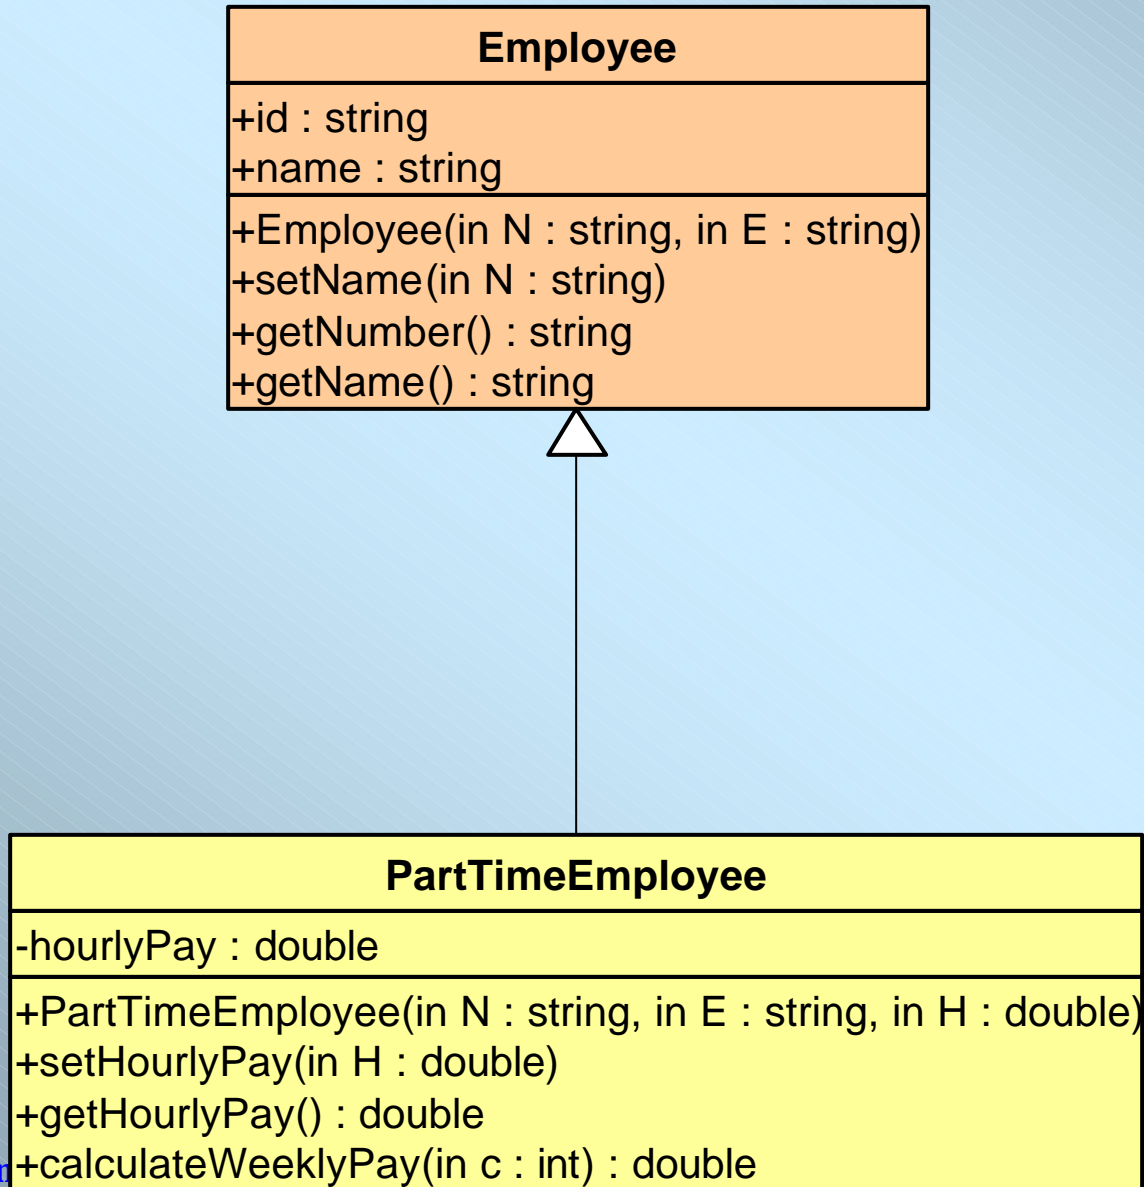 Employee
+id : string
+name : string
+Employee(in N : string, in E : string)
+setName(in N : string)
+getNumber() : string
+getName() : string
PartTimeEmployee
-hourlyPay : double
+PartTimeEmployee(in N : string, in E : string, in H : double)
+setHourlyPay(in H : double)
+getHourlyPay() : double
+calculateWeeklyPay(in c : int) : double